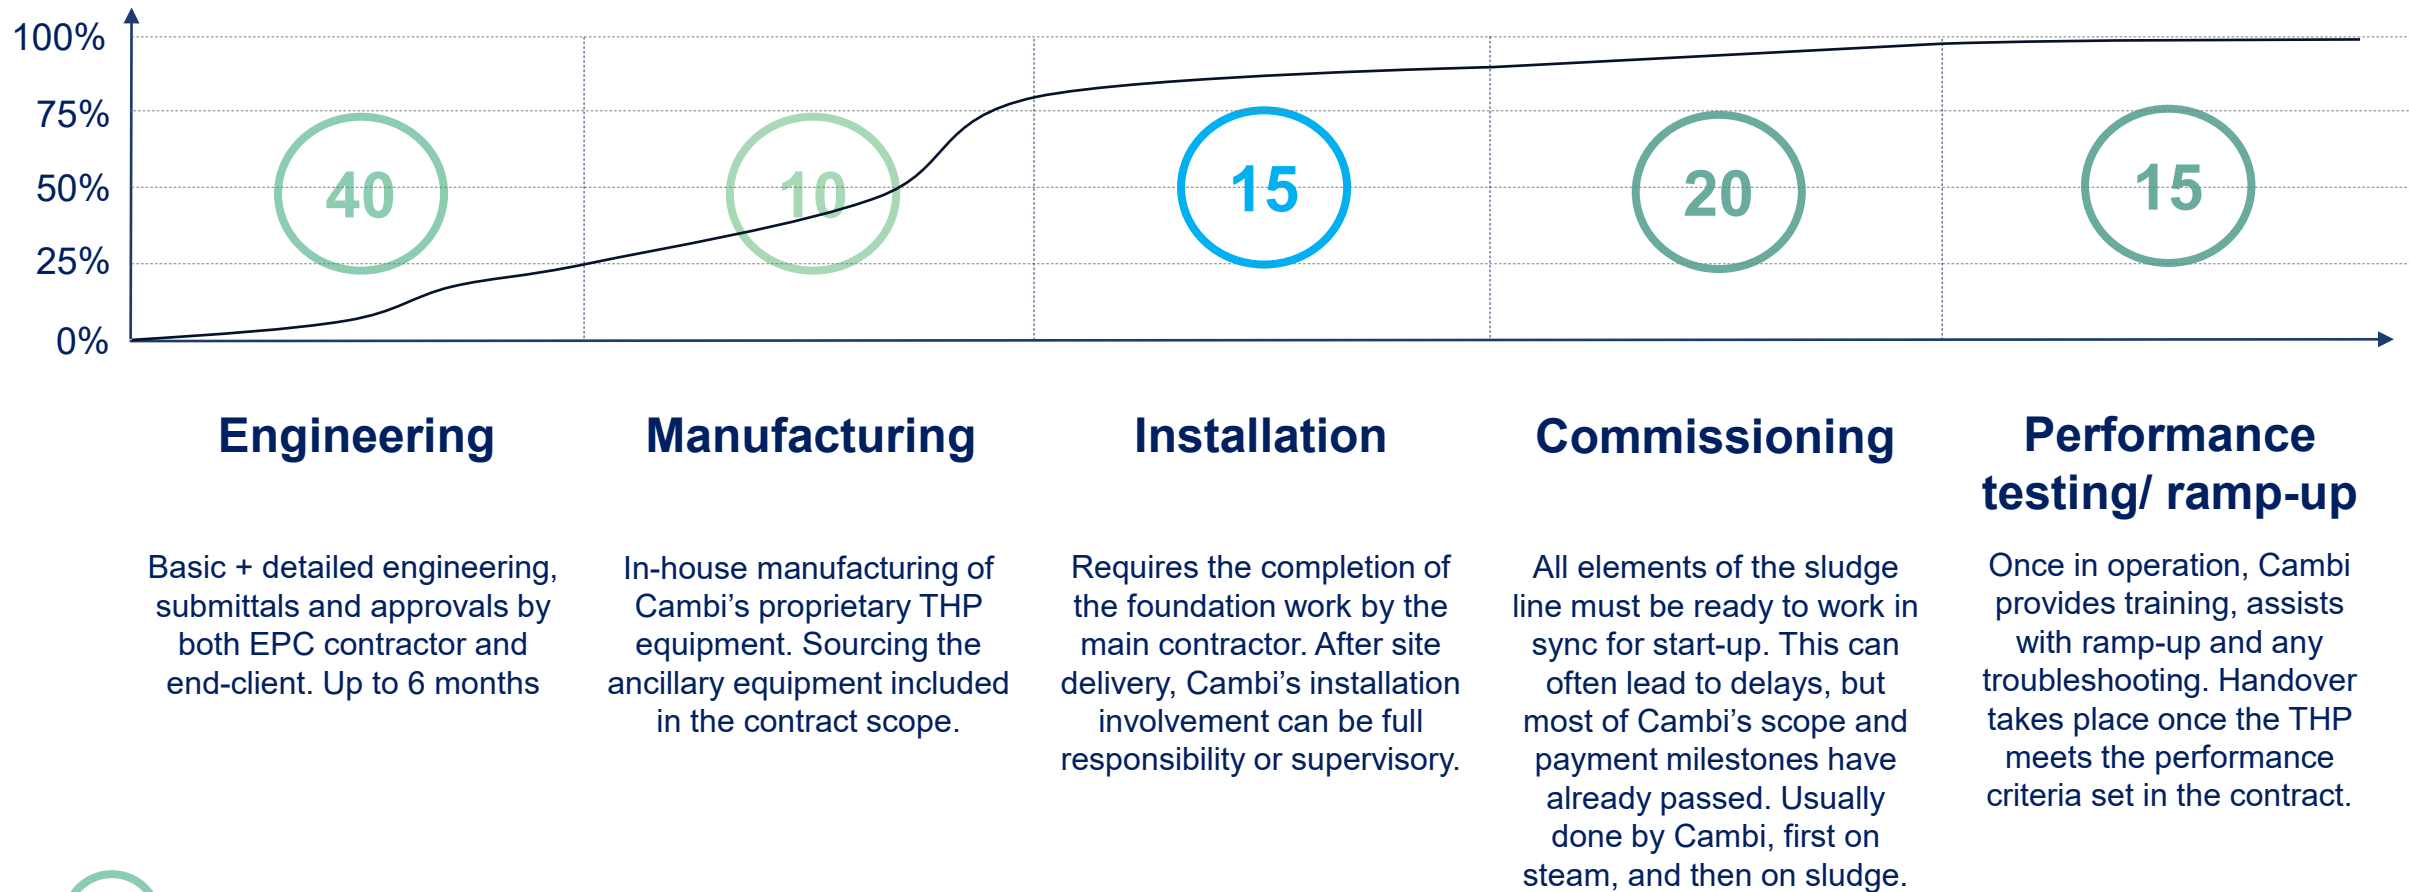 100%
75%
50%
25%
0%
40
10
15
20
15
Engineering
Basic + detailed engineering,
submittals and approvals by
both EPC contractor and
end-client. Up to 6 months
Manufacturing
In-house manufacturing of
Cambi’s proprietary THP
equipment. Sourcing the
ancillary equipment included
in the contract scope.
Installation
Requires the completion of
the foundation work by the
main contractor. After site
delivery, Cambi’s installation
involvement can be full
responsibility or supervisory.
Commissioning
All elements of the sludge
line must be ready to work in
sync for start-up. This can
often lead to delays, but
most of Cambi’s scope and
payment milestones have
already passed. Usually
done by Cambi, first on
steam, and then on sludge.
Performance
testing/ ramp-up
Once in operation, Cambi
provides training, assists
with ramp-up and any
troubleshooting. Handover
takes place once the THP
meets the performance
criteria set in the contract.